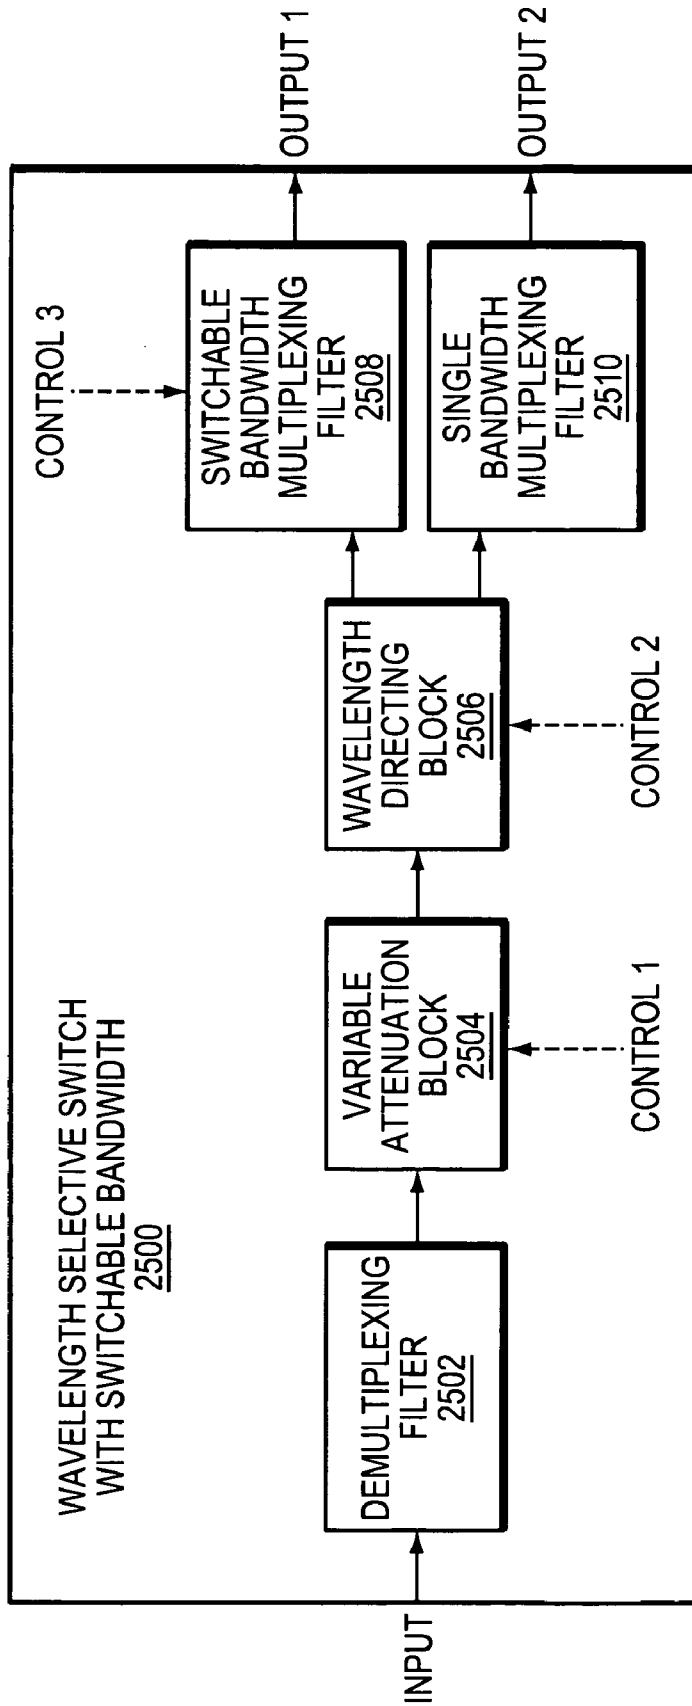 WAVELENGTH SELECTIVE SWITCH
WITH SWITCHABLE BANDWIDTH
2500
INPUT
DEMULTIPLEXING
FILTER
2502
VARIABLE
ATTENUATION
BLOCK
2504
CONTROL 1
WAVELENGTH
DIRECTING
BLOCK
2506
CONTROL 2
CONTROL 3
SWITCHABLE
BANDWIDTH
MULTIPLEXING
FILTER
2508
OUTPUT 1
SINGLE
BANDWIDTH
MULTIPLEXING
FILTER
2510
OUTPUT 2